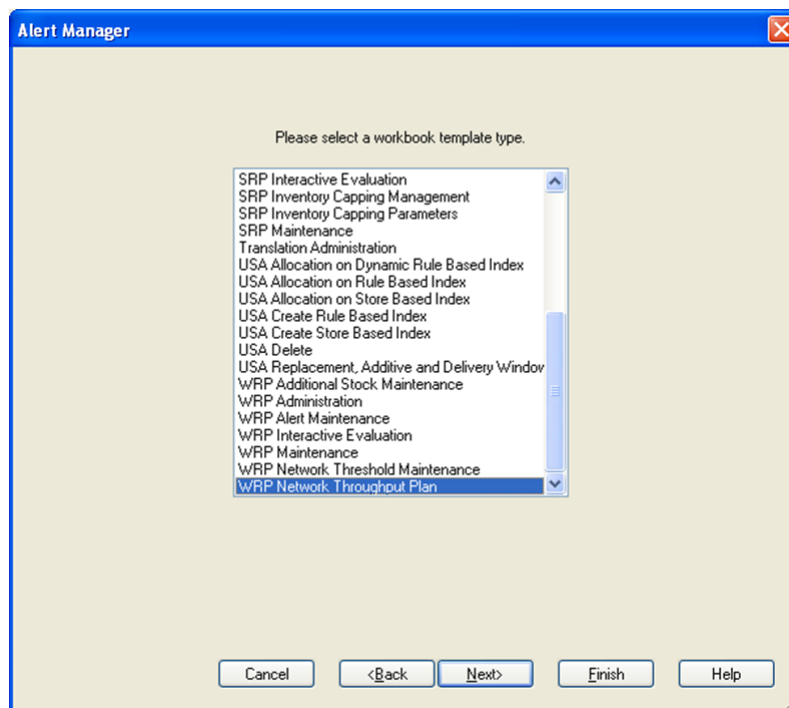 Alert Manager
Please select a workbook template type.
SRP Interactive Evaluation
SRP Inventory Capping Management
SRP Inventory Capping Parameters
SRP Maintenance
Translation Administration
USA Allocation on Dynamic Rule Based Index
USA Allocation on Rule Based Index
USA Allocation on Store Based Index
USA Create Rule Based Index
USA Create Store Based Index
USA Delete
USA Replacement, Additive and Delivery Window
WRP Additional Stock Maintenance
WRP Administration
WRP Alert Maintenance
WRP Interactive Evaluation
WRP Maintenance
WRP Network Threshold Maintenance
WRP Network Throughput Plan
Cancel <Back Next> Finish Help